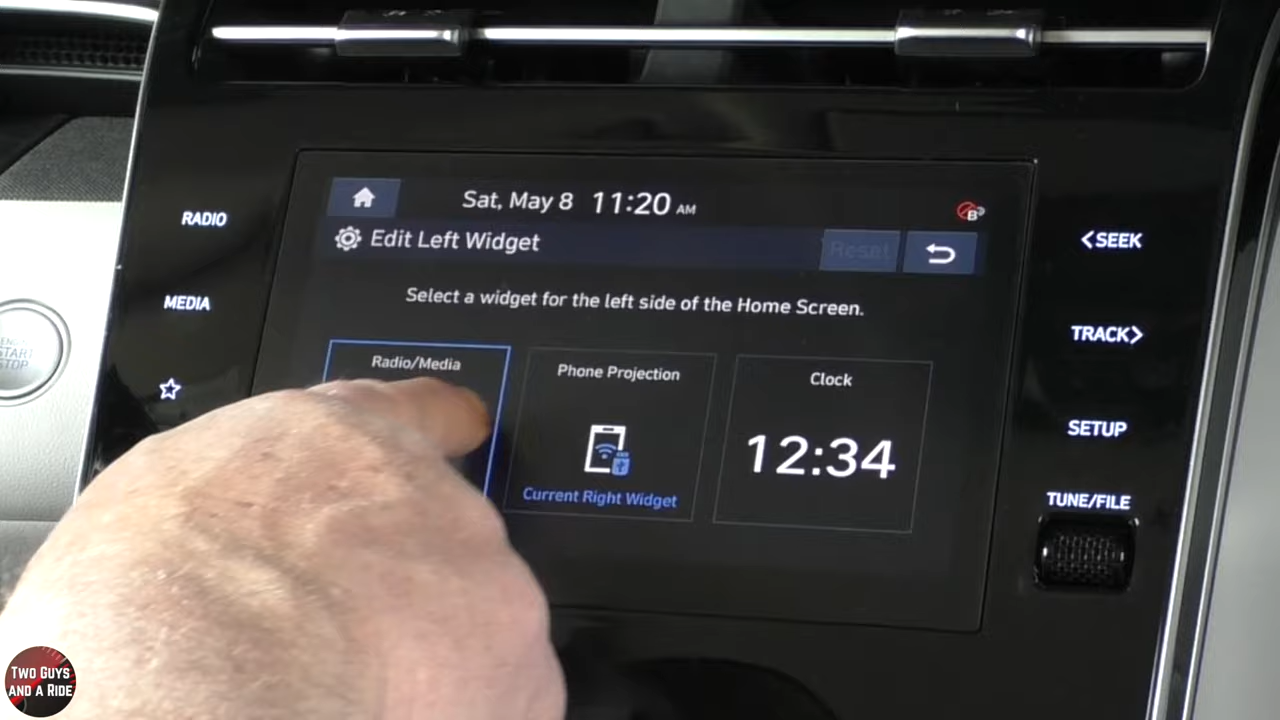 RADIO
MEDIA
ENGINE
START
STOP
Sat, May 8 11:20 AM
B
Edit Left Widget
Reset
Select a widget for the left side of the Home Screen.
Radio/Media
Phone Projection
Current Right Widget
Clock
12:34
<SEEK
TRACK>
SETUP
TUNE/FILE
TWO GUYS
AND A RIDE